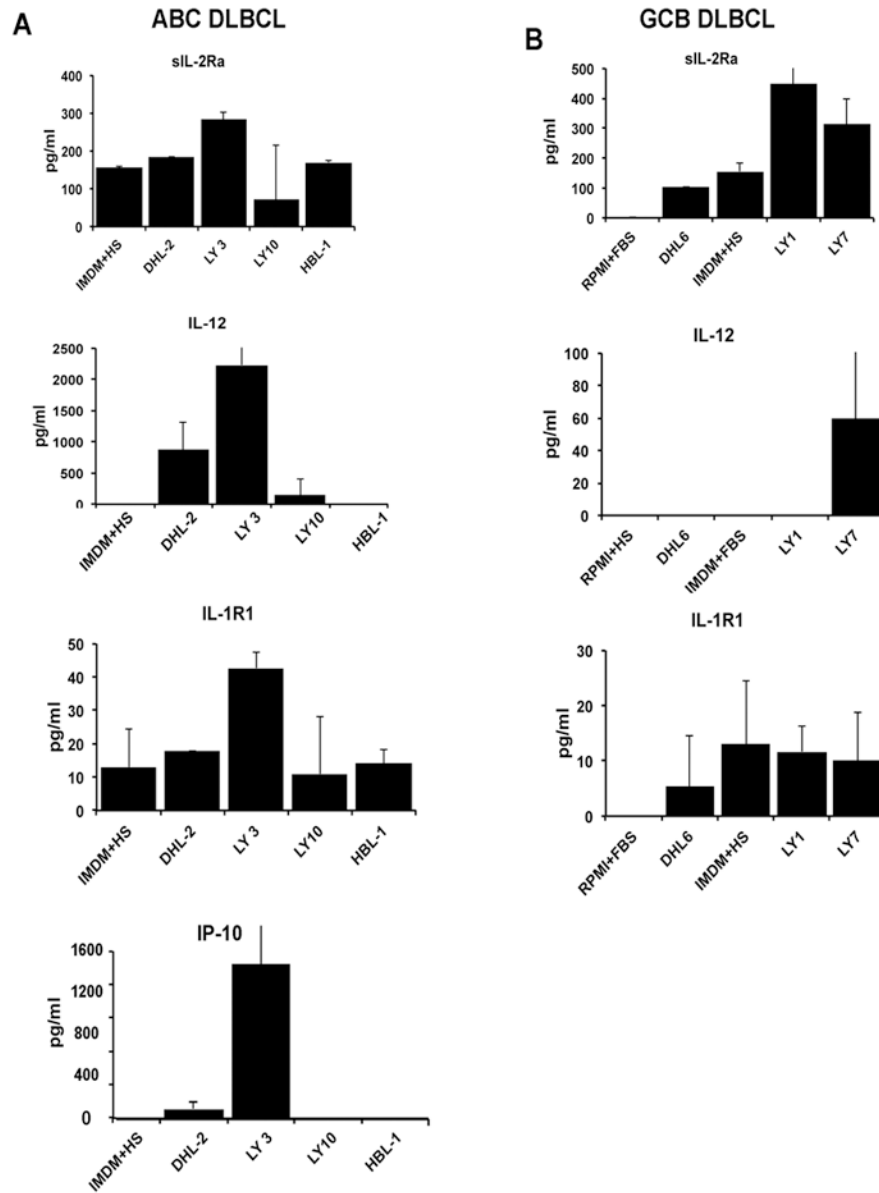 A
ABC DLBCL
sIL-2Ra
400
300
200
100
0
pg/ml
IMDM+HS
DHL-2
LY 3
LY10
HBL-1
IL-12
2500
2000
1500
1000
500
0
pg/ml
IMDM+HS
DHL-2
LY 3
LY10
HBL-1
IL-1R1
50
40
30
20
10
0
pg/ml
IMDM+HS
DHL-2
LY 3
LY10
HBL-1
IP-10
1600
1200
800
400
0
pg/ml
IMDM+HS
DHL-2
LY 3
LY10
HBL-1
B
GCB DLBCL
sIL-2Ra
500
400
300
200
100
0
pg/ml
RPMI+FBS
DHL6
IMDM+HS
LY1
LY7
IL-12
100
80
60
40
20
0
pg/ml
RPMI+HS
DHL6
IMDM+FBS
LY1
LY7
IL-1R1
30
20
10
0
pg/ml
RPMI+FBS
DHL6
IMDM+HS
LY1
LY7